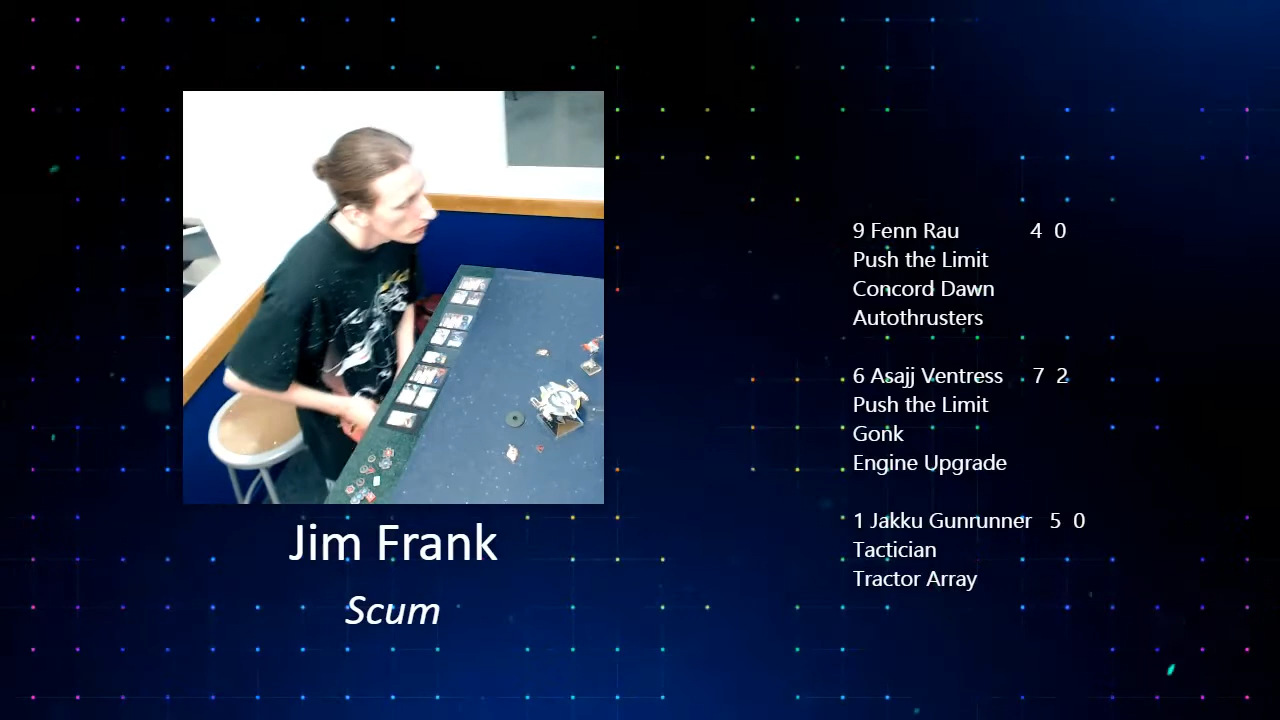 Jim Frank
Scum
9 Fenn Rau 4 0
Push the Limit
Concord Dawn
Autothrusters
6 Asajj Ventress 7 2
Push the Limit
Gonk
Engine Upgrade
1 Jakku Gunrunner 5 0
Tactician
Tractor Array